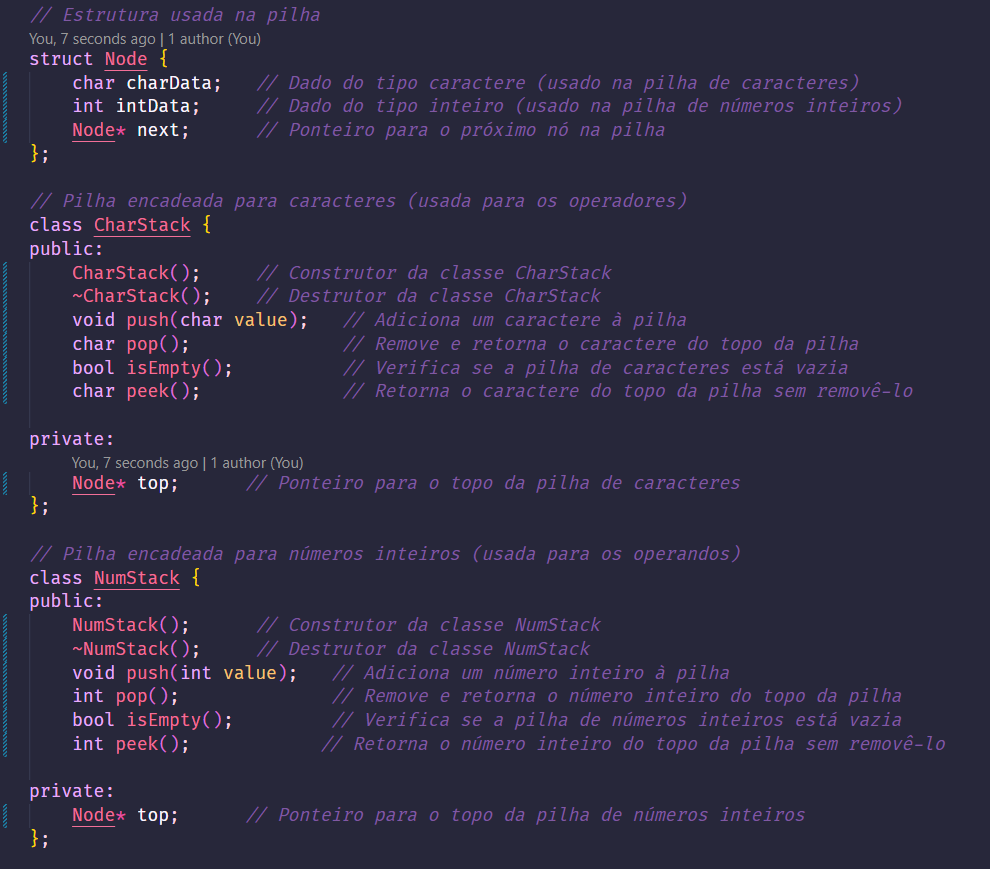 // Estrutura usada na pilha
You, 7 seconds ago | 1 author (You)
struct Node {
    char charData;   // Dado do tipo caractere (usado na pilha de caracteres)
    int intData;     // Dado do tipo inteiro (usado na pilha de números inteiros)
    Node* next;      // Ponteiro para o próximo nó na pilha
};

// Pilha encadeada para caracteres (usada para os operadores)
class CharStack {
public:
    CharStack();     // Construtor da classe CharStack
    ~CharStack();    // Destrutor da classe CharStack
    void push(char value);   // Adiciona um caractere à pilha
    char pop();              // Remove e retorna o caractere do topo da pilha
    bool isEmpty();          // Verifica se a pilha de caracteres está vazia
    char peek();             // Retorna o caractere do topo da pilha sem removê-lo

private:
    You, 7 seconds ago | 1 author (You)
    Node* top;      // Ponteiro para o topo da pilha de caracteres
};

// Pilha encadeada para números inteiros (usada para os operandos)
class NumStack {
public:
    NumStack();      // Construtor da classe NumStack
    ~NumStack();     // Destrutor da classe NumStack
    void push(int value);   // Adiciona um número inteiro à pilha
    int pop();              // Remove e retorna o número inteiro do topo da pilha
    bool isEmpty();         // Verifica se a pilha de números inteiros está vazia
    int peek();            // Retorna o número inteiro do topo da pilha sem removê-lo

private:
    Node* top;      // Ponteiro para o topo da pilha de números inteiros
};